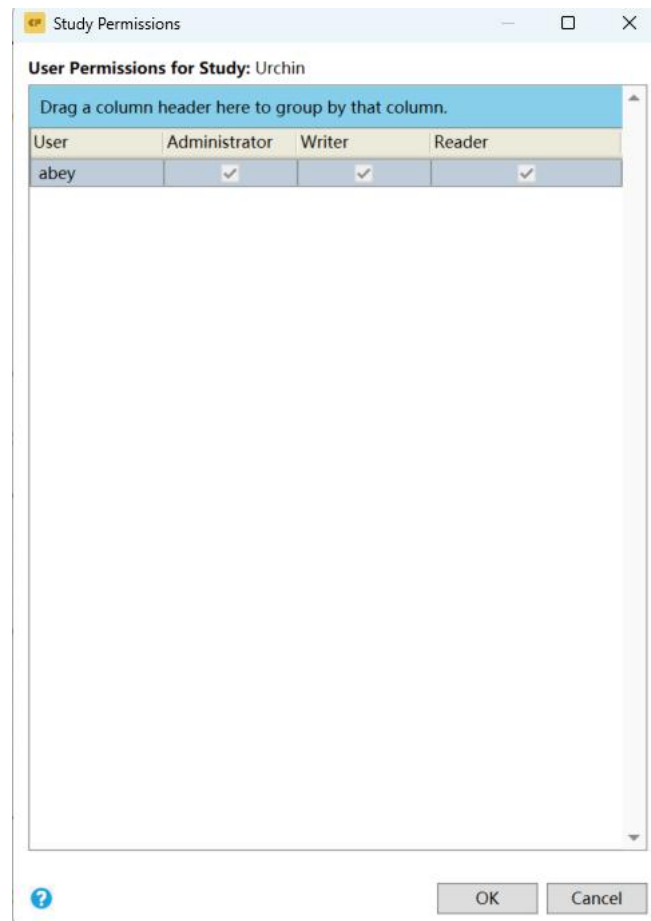 Study Permissions
User Permissions for Study: Urchin
Drag a column header here to group by that column.
User Administrator Writer Reader
abey
?
OK Cancel